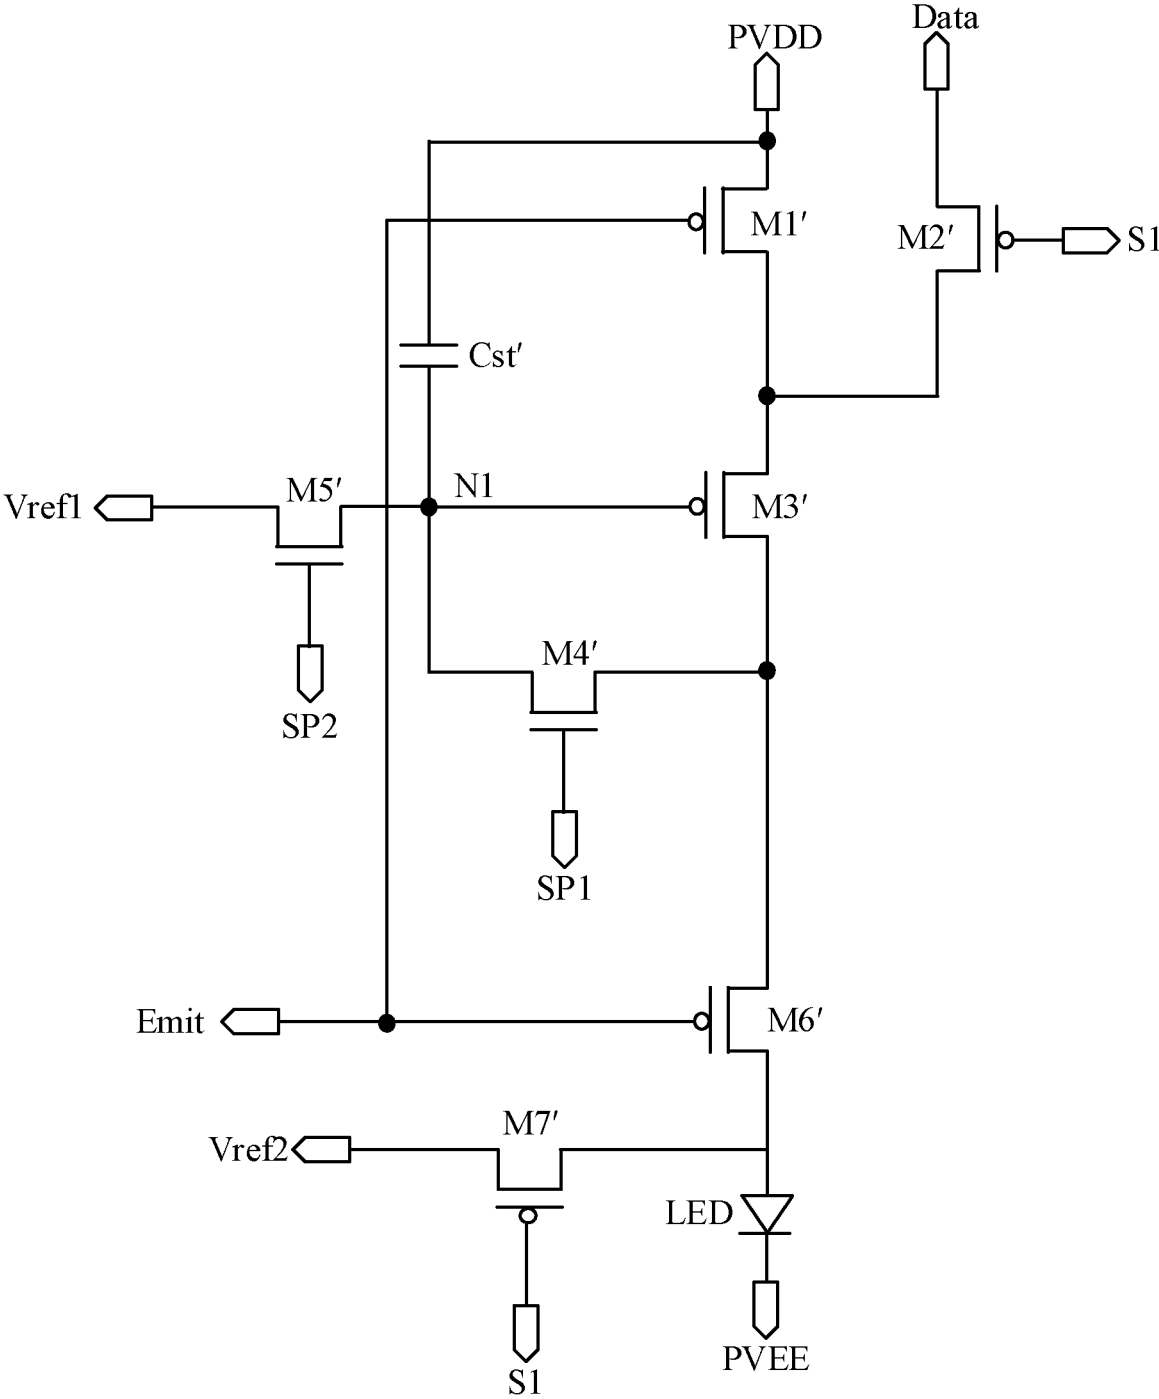 Data
PVDD
M1′
M2′
S1
Cst′
Vref1
M5′
N1
M3′
M4′
SP2
SP1
Emit
M6′
M7′
Vref2
LED
PVEE
S1